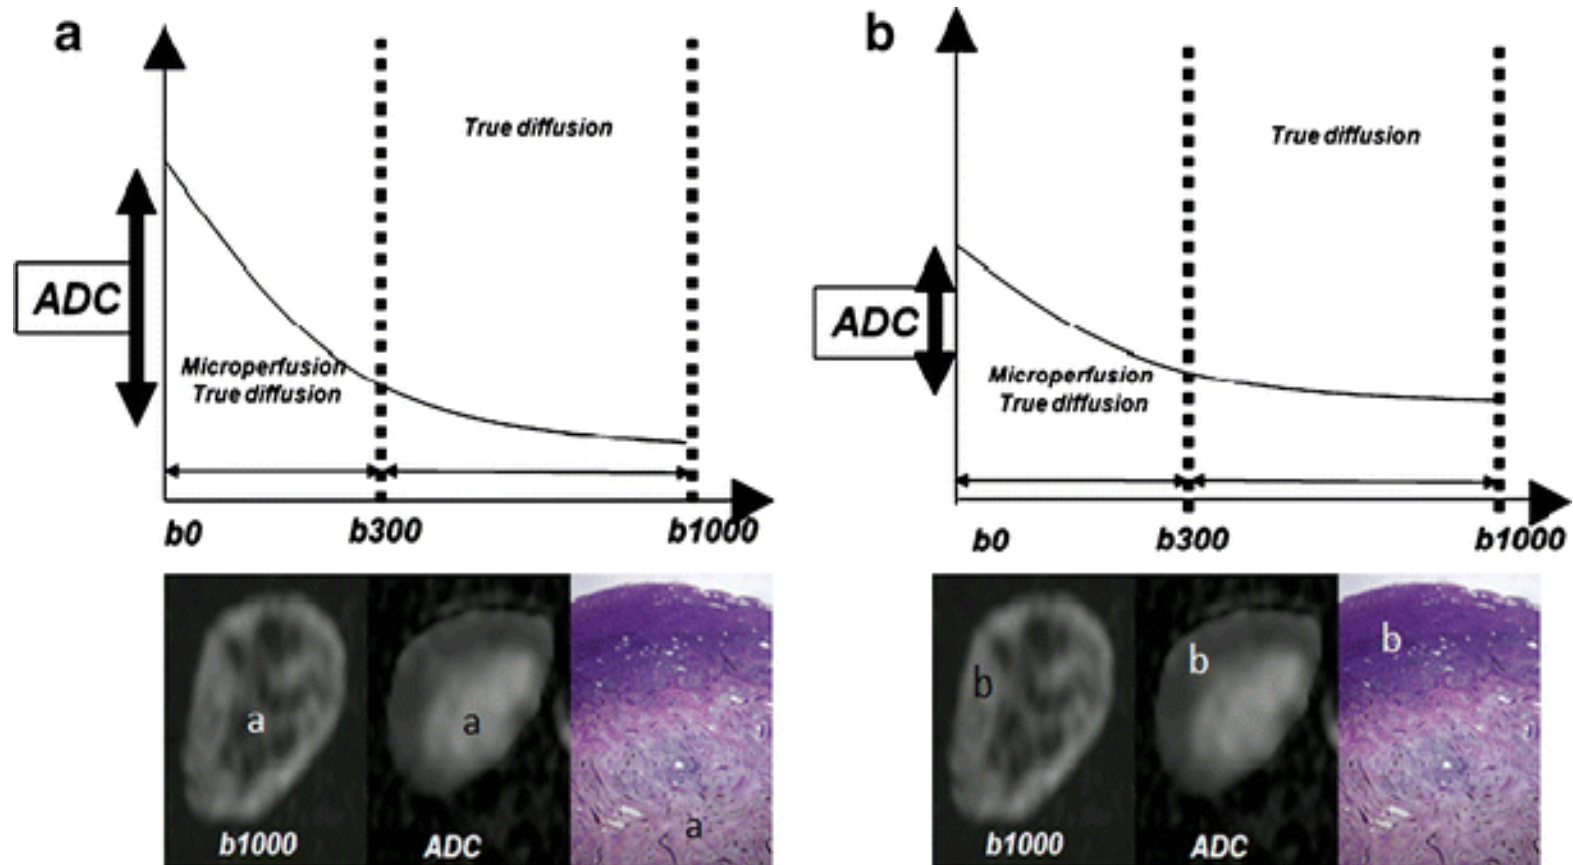 a
True diffusion
ADC
Microperfusion
True diffusion
b0
b300
b1000
a
a
a
b1000
ADC
b
True diffusion
ADC
Microperfusion
True diffusion
b0
b300
b1000
b
b
b
b1000
ADC